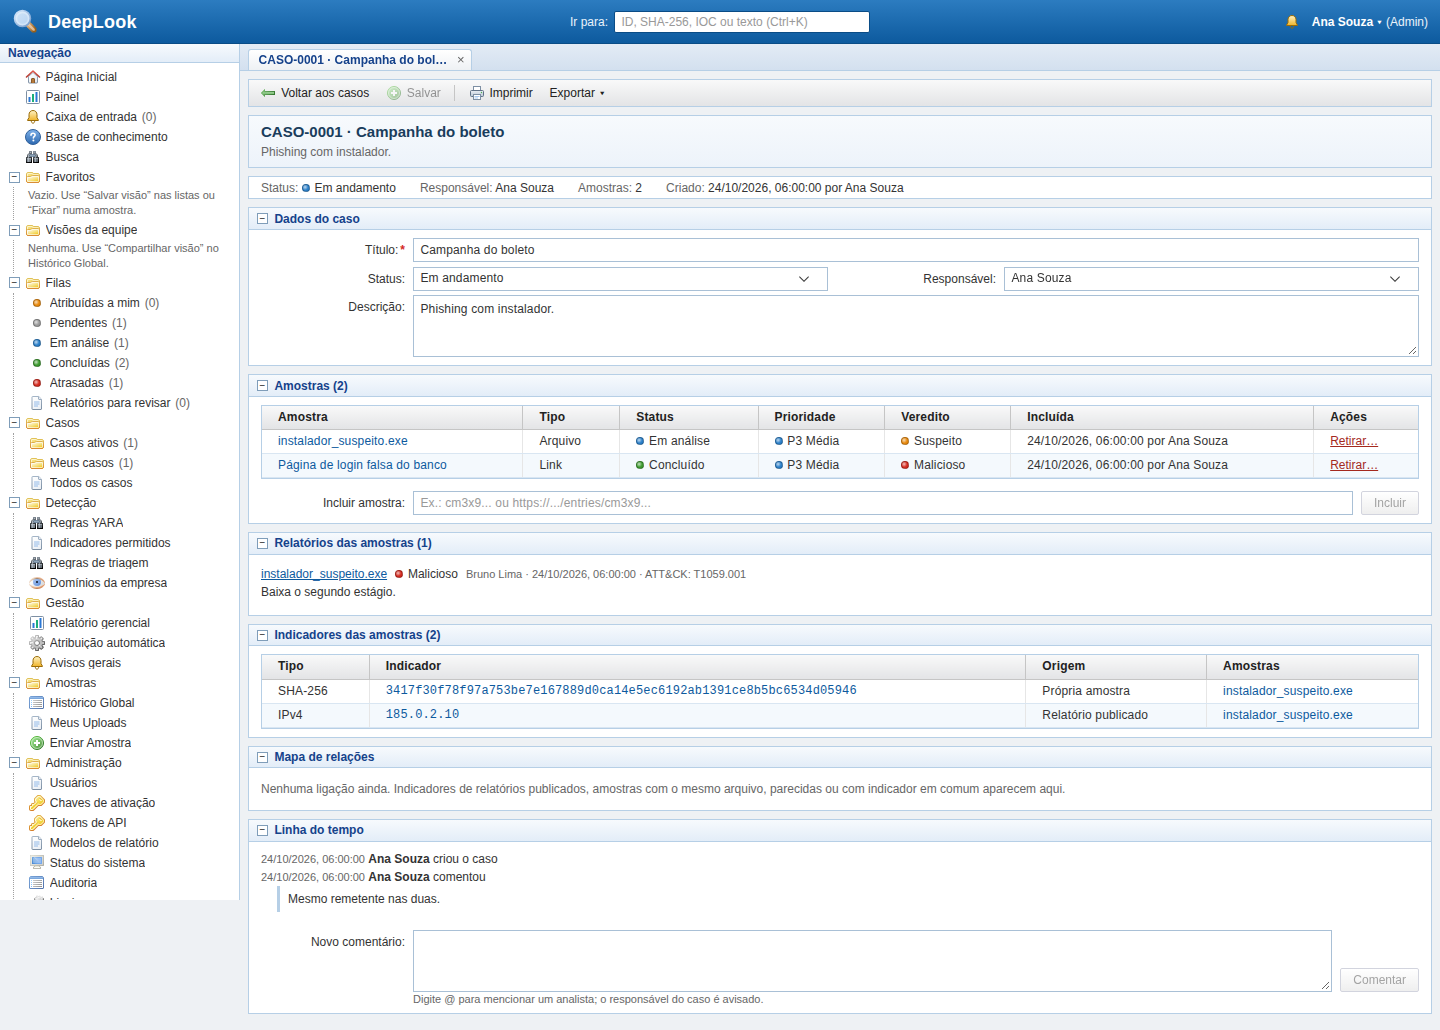 DeepLook
Ir para: ID, SHA-256, IOC ou texto (Ctrl+K)
Ana Souza (Admin)
Navegação
Página Inicial
Painel
Caixa de entrada (0)
Base de conhecimento
Busca
Favoritos
Vazio. Use “Salvar visão” nas listas ou
“Fixar” numa amostra.
Visões da equipe
Nenhuma. Use “Compartilhar visão” no
Histórico Global.
Filas
Atribuídas a mim (0)
Pendentes (1)
Em análise (1)
Concluídas (2)
Atrasadas (1)
Relatórios para revisar (0)
Casos
Casos ativos (1)
Meus casos (1)
Todos os casos
Detecção
Regras YARA
Indicadores permitidos
Regras de triagem
Domínios da empresa
Gestão
Relatório gerencial
Atribuição automática
Avisos gerais
Amostras
Histórico Global
Meus Uploads
Enviar Amostra
Administração
Usuários
Chaves de ativação
Tokens de API
Modelos de relatório
Status do sistema
Auditoria
CASO-0001 · Campanha do bol… ×
Voltar aos casos Salvar Imprimir Exportar
CASO-0001 · Campanha do boleto
Phishing com instalador.
Status: Em andamento Responsável: Ana Souza Amostras: 2 Criado: 24/10/2026, 06:00:00 por Ana Souza
Dados do caso
Título:* Campanha do boleto
Status: Em andamento Responsável: Ana Souza
Descrição: Phishing com instalador.
Amostras (2)
Amostra Tipo Status Prioridade Veredito Incluída Ações
instalador_suspeito.exe Arquivo Em análise P3 Média Suspeito 24/10/2026, 06:00:00 por Ana Souza Retirar…
Página de login falsa do banco Link Concluído P3 Média Malicioso 24/10/2026, 06:00:00 por Ana Souza Retirar…
Incluir amostra: Ex.: cm3x9... ou https://.../entries/cm3x9... Incluir
Relatórios das amostras (1)
instalador_suspeito.exe Malicioso Bruno Lima · 24/10/2026, 06:00:00 · ATT&CK: T1059.001
Baixa o segundo estágio.
Indicadores das amostras (2)
Tipo Indicador Origem Amostras
SHA-256 3417f30f78f97a753be7e167889d0ca14e5ec6192ab1391ce8b5bc6534d05946 Própria amostra instalador_suspeito.exe
IPv4 185.0.2.10 Relatório publicado instalador_suspeito.exe
Mapa de relações
Nenhuma ligação ainda. Indicadores de relatórios publicados, amostras com o mesmo arquivo, parecidas ou com indicador em comum aparecem aqui.
Linha do tempo
24/10/2026, 06:00:00 Ana Souza criou o caso
24/10/2026, 06:00:00 Ana Souza comentou
Mesmo remetente nas duas.
Novo comentário: Comentar
Digite @ para mencionar um analista; o responsável do caso é avisado.